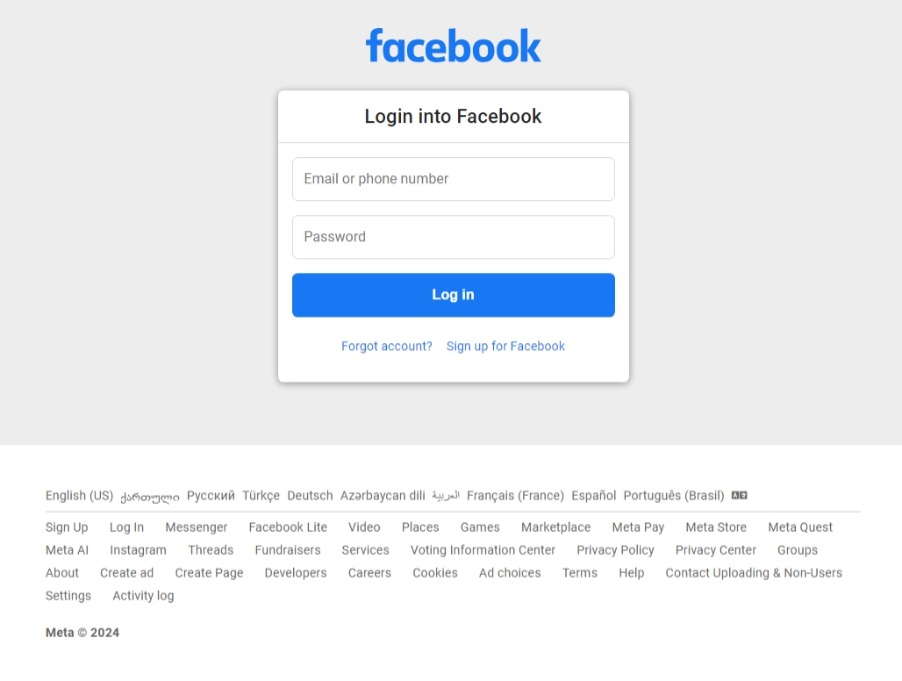 facebook
Login into Facebook
Email or phone number
Password
Log in
Forgot account? Sign up for Facebook
English (US) ქართული Русский Türkçe Deutsch Azərbaycan dili العربية Français (France) Español Português (Brasil)
Sign Up Log In Messenger Facebook Lite Video Places Games Marketplace Meta Pay Meta Store Meta Quest
Meta AI Instagram Threads Fundraisers Services Voting Information Center Privacy Policy Privacy Center Groups
About Create ad Create Page Developers Careers Cookies Ad choices Terms Help Contact Uploading & Non-Users
Settings Activity log
Meta © 2024